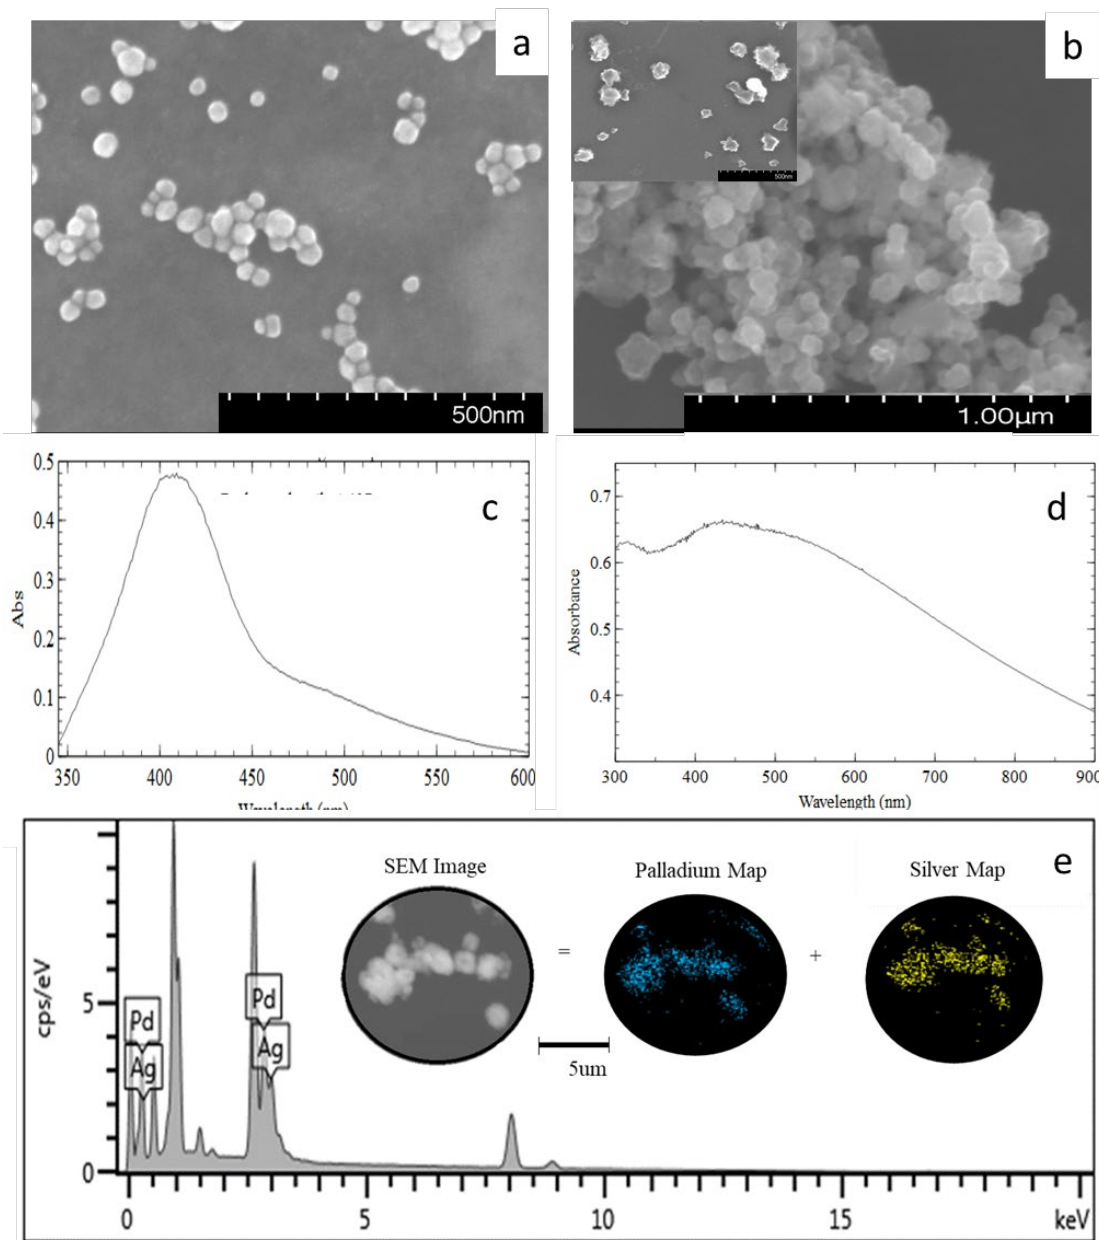 a
500nm
b
500nm
1.00µm
c
0.5
0.4
0.3
0.2
0.1
0
Abs
350 400 450 500 550 600
d
0.7
0.6
0.5
0.4
Absorbance
300 400 500 600 700 800 900
Wavelength (nm)
e
SEM Image
Palladium Map
Silver Map
=
+
5um
cps/eV
5
0
Pd
Ag
Pd
Ag
0 5 10 15 keV